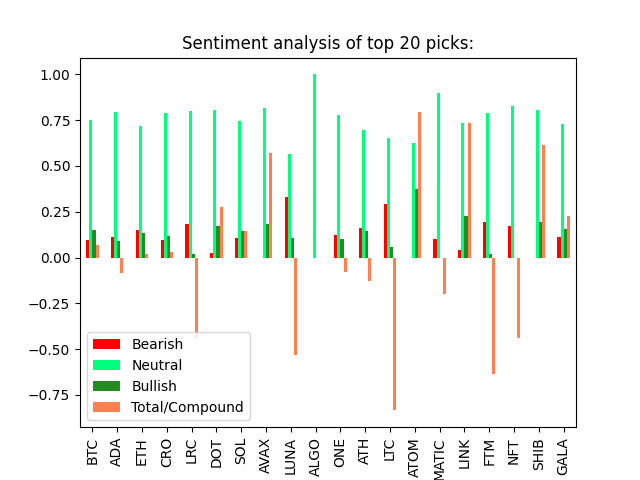 Sentiment analysis of top 20 picks:
1.00
0.75
0.50
0.25
0.00
−0.25
−0.50
−0.75
Bearish
Neutral
Bullish
Total/Compound
BTC
ADA
ETH
CRO
LRC
DOT
SOL
AVAX
LUNA
ALGO
ONE
ATH
LTC
ATOM
MATIC
LINK
FTM
NFT
SHIB
GALA